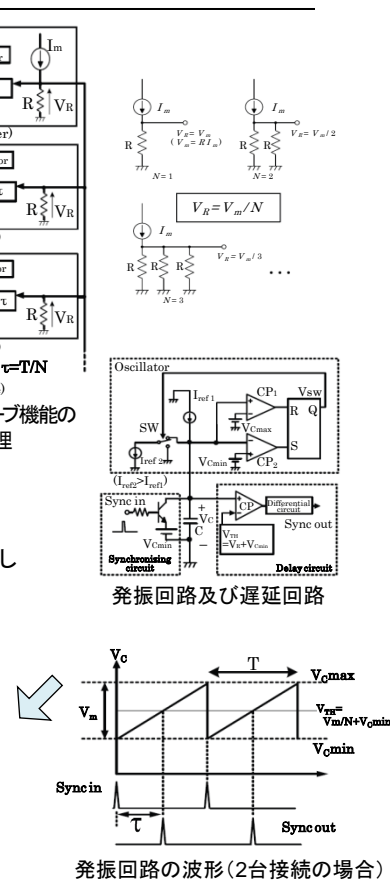 Im
R
VR
R
VR
R
VR
τ=T/N
ーブ機能の
理
し
Im
R
VR= Vm
( Vm= R Im)
N= 1
Im
R
VR= Vm/ 2
N= 2
VR= Vm/N
Im
R
R
R
VR= Vm/ 3
N= 3
• • •
Oscillator
Iref 1
CP1
Vsw
R Q
SW
VCmax
Iref 2
VCmin
CP2
S
(Iref2>Iref1)
Sync in
VCmin
Synchronizing
circuit
+
VC
C
−
CP
Differential
circuit
Sync out
VTH
=VR+VCmin
Delay circuit
発振回路及び遅延回路
VC
T
VCmax
Vm
VTH=
Vm/N+VCmin
VCmin
Sync in
τ
Sync out
発振回路の波形(2台接続の場合)